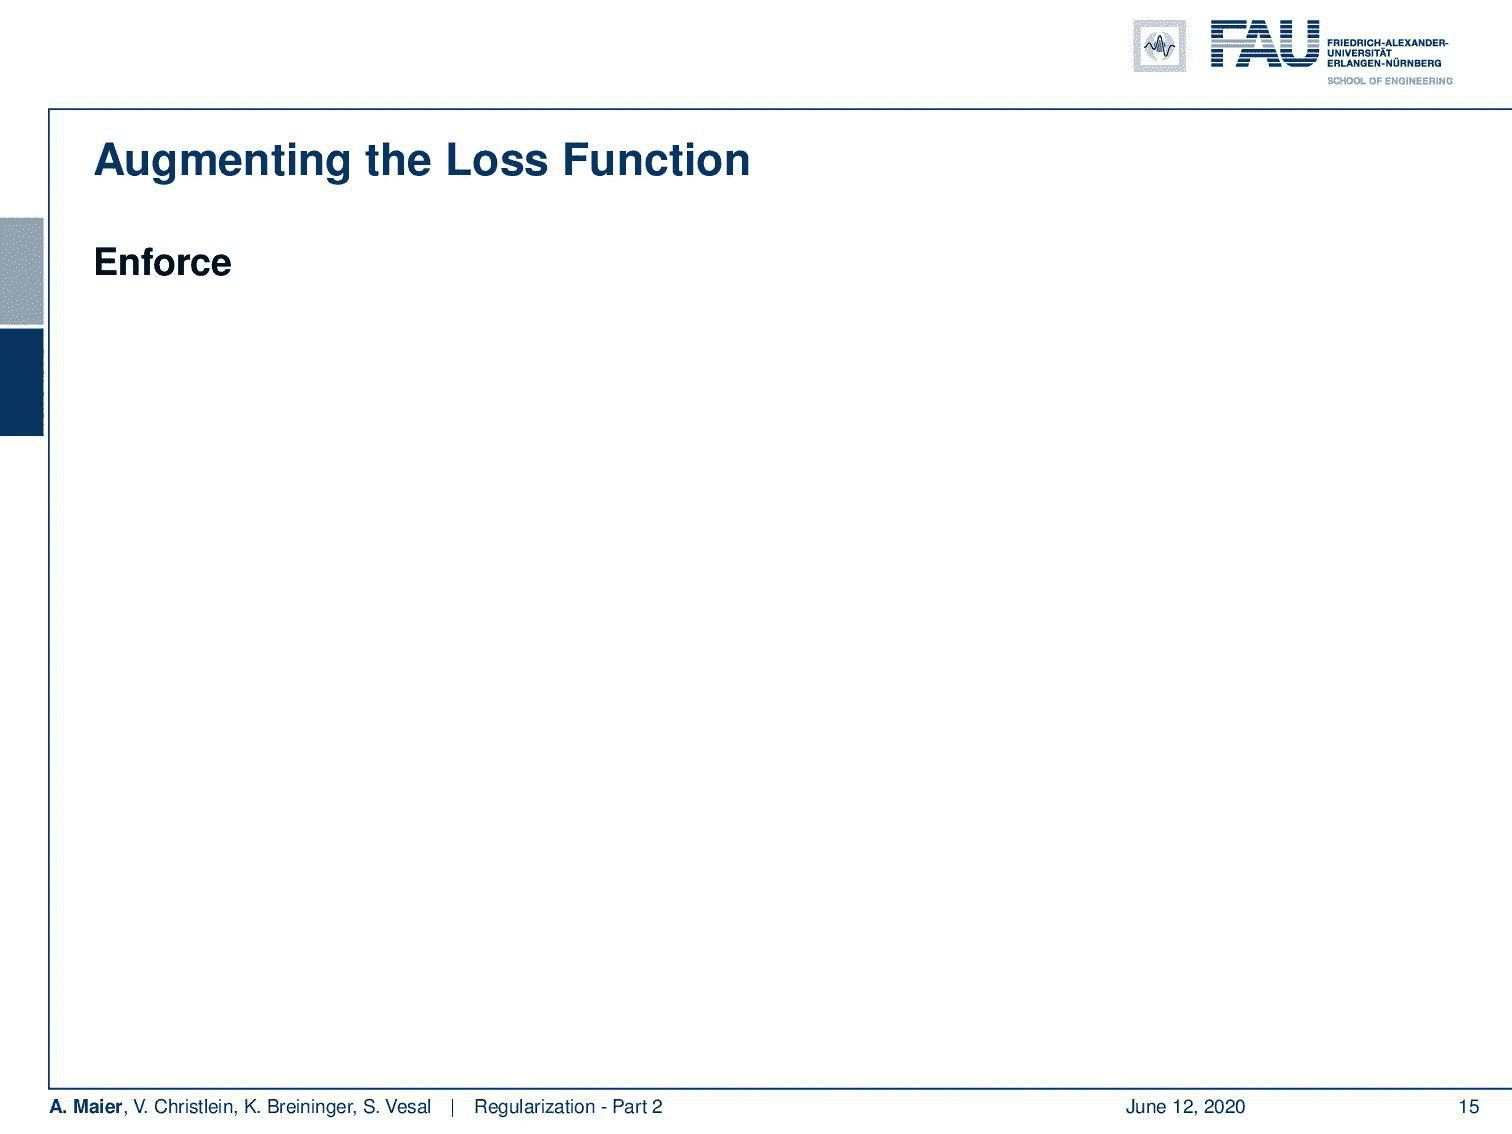 FAU
FRIEDRICH-ALEXANDER-
UNIVERSITÄT
ERLANGEN-NÜRNBERG
SCHOOL OF ENGINEERING
Augmenting the Loss Function
Enforce
A. Maier, V. Christlein, K. Breininger, S. Vesal | Regularization - Part 2 June 12, 2020 15